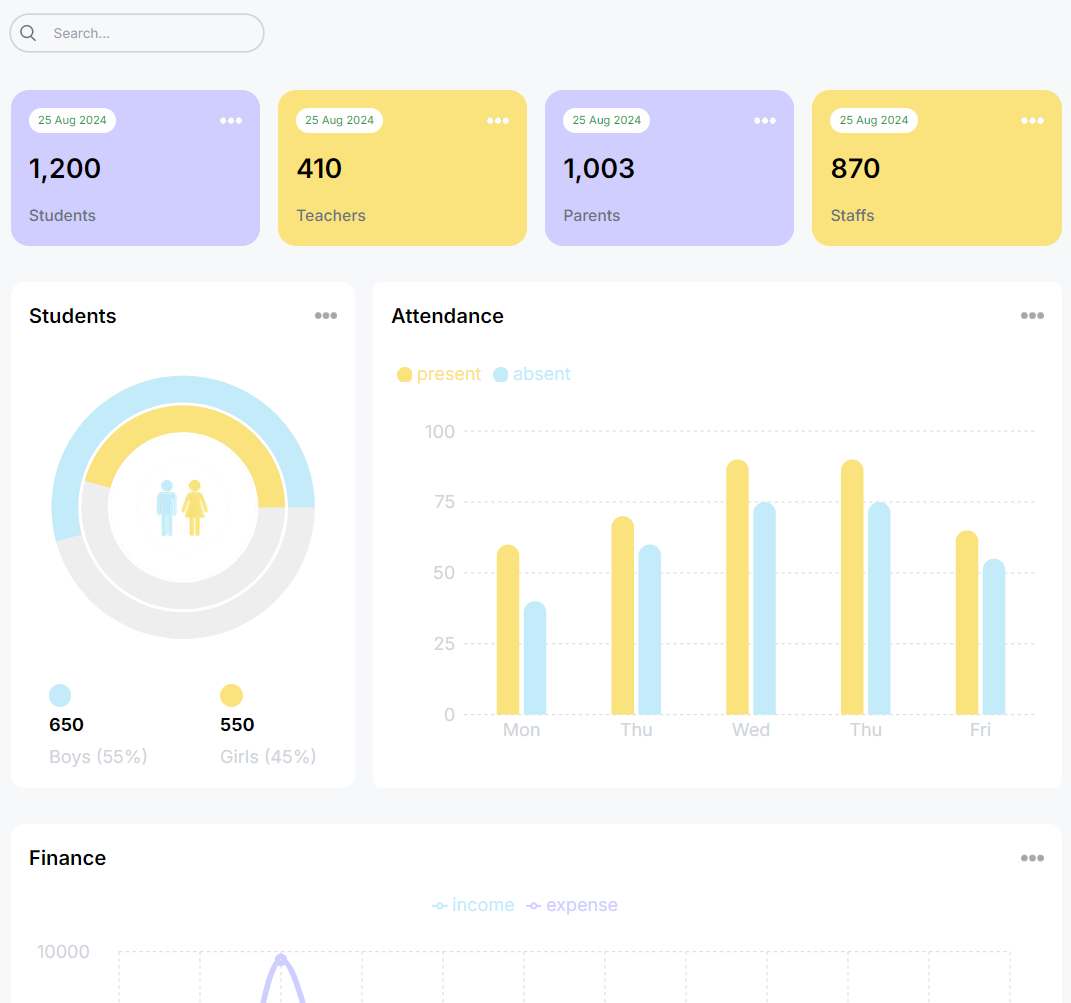 Search...
25 Aug 2024 25 Aug 2024 25 Aug 2024 25 Aug 2024
1,200 410 1,003 870
Students Teachers Parents Staffs
Students
650 550
Boys (55%) Girls (45%)
Attendance
present absent
100
75
50
25
0
Mon Thu Wed Thu Fri
Finance
income expense
10000